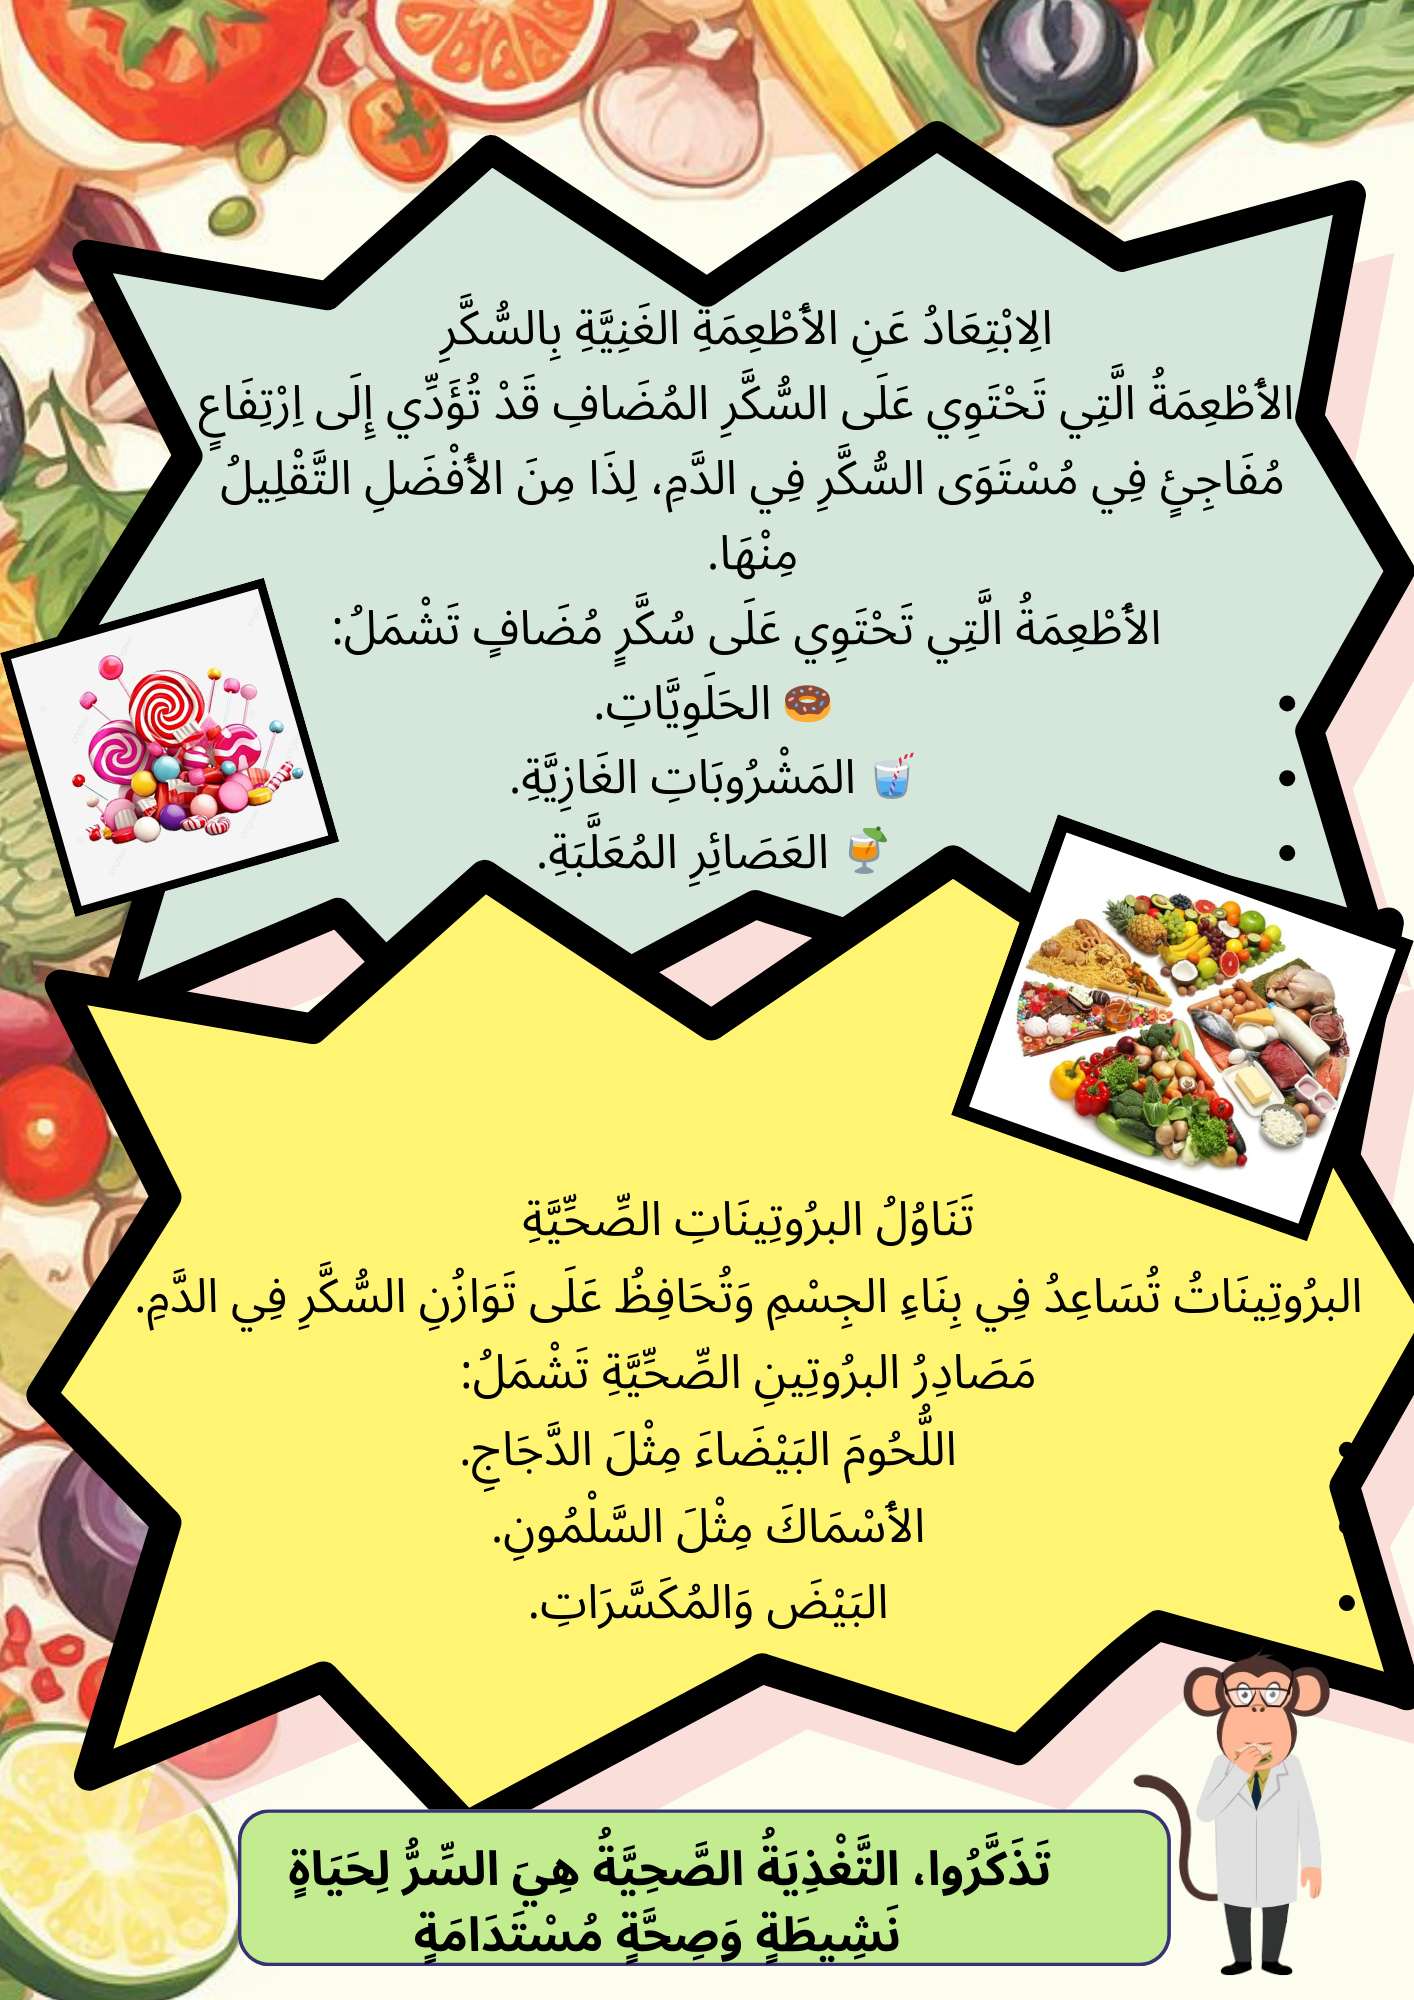 الِابْتِعَادُ عَنِ الأَطْعِمَةِ الغَنِيَّةِ بِالسُّكَّرِ
الأَطْعِمَةُ الَّتِي تَحْتَوِي عَلَى السُّكَّرِ المُضَافِ قَدْ تُؤَدِّي إِلَى اِرْتِفَاعٍ
مُفَاجِئٍ فِي مُسْتَوَى السُّكَّرِ فِي الدَّمِ، لِذَا مِنَ الأَفْضَلِ التَّقْلِيلُ
مِنْهَا.
الأَطْعِمَةُ الَّتِي تَحْتَوِي عَلَى سُكَّرٍ مُضَافٍ تَشْمَلُ:
• 🍩 الحَلَوِيَّاتِ.
• 🥤 المَشْرُوبَاتِ الغَازِيَّةِ.
• 🍹 العَصَائِرِ المُعَلَّبَةِ.
تَنَاوُلُ البرُوتِينَاتِ الصِّحِّيَّةِ
البرُوتِينَاتُ تُسَاعِدُ فِي بِنَاءِ الجِسْمِ وَتُحَافِظُ عَلَى تَوَازُنِ السُّكَّرِ فِي الدَّمِ.
مَصَادِرُ البرُوتِينِ الصِّحِّيَّةِ تَشْمَلُ:
• اللُّحُومَ البَيْضَاءَ مِثْلَ الدَّجَاجِ.
• الأَسْمَاكَ مِثْلَ السَّلْمُونِ.
• البَيْضَ وَالمُكَسَّرَاتِ.
تَذَكَّرُوا، التَّغْذِيَةُ الصَّحِيَّةُ هِيَ السِّرُّ لِحَيَاةٍ
نَشِيطَةٍ وَصِحَّةٍ مُسْتَدَامَةٍ